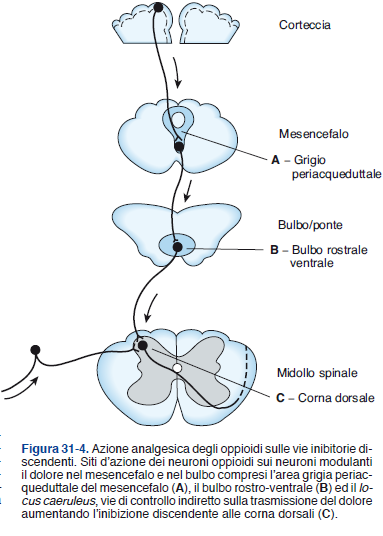 Corteccia
Mesencefalo
A – Grigio
periacqueduttale
Bulbo/ponte
B – Bulbo rostrale
ventrale
Midollo spinale
C – Corna dorsale
Figura 31-4. Azione analgesica degli oppioidi sulle vie inibitorie di-
scendenti. Siti d'azione dei neuroni oppioidi sui neuroni modulanti
il dolore nel mesencefalo e nel bulbo compresi l'area grigia periac-
queduttale del mesencefalo (A), il bulbo rostro-ventrale (B) ed il lo-
cus caeruleus, vie di controllo indiretto sulla trasmissione del dolore
aumentando l'inibizione discendente alle corna dorsali (C).